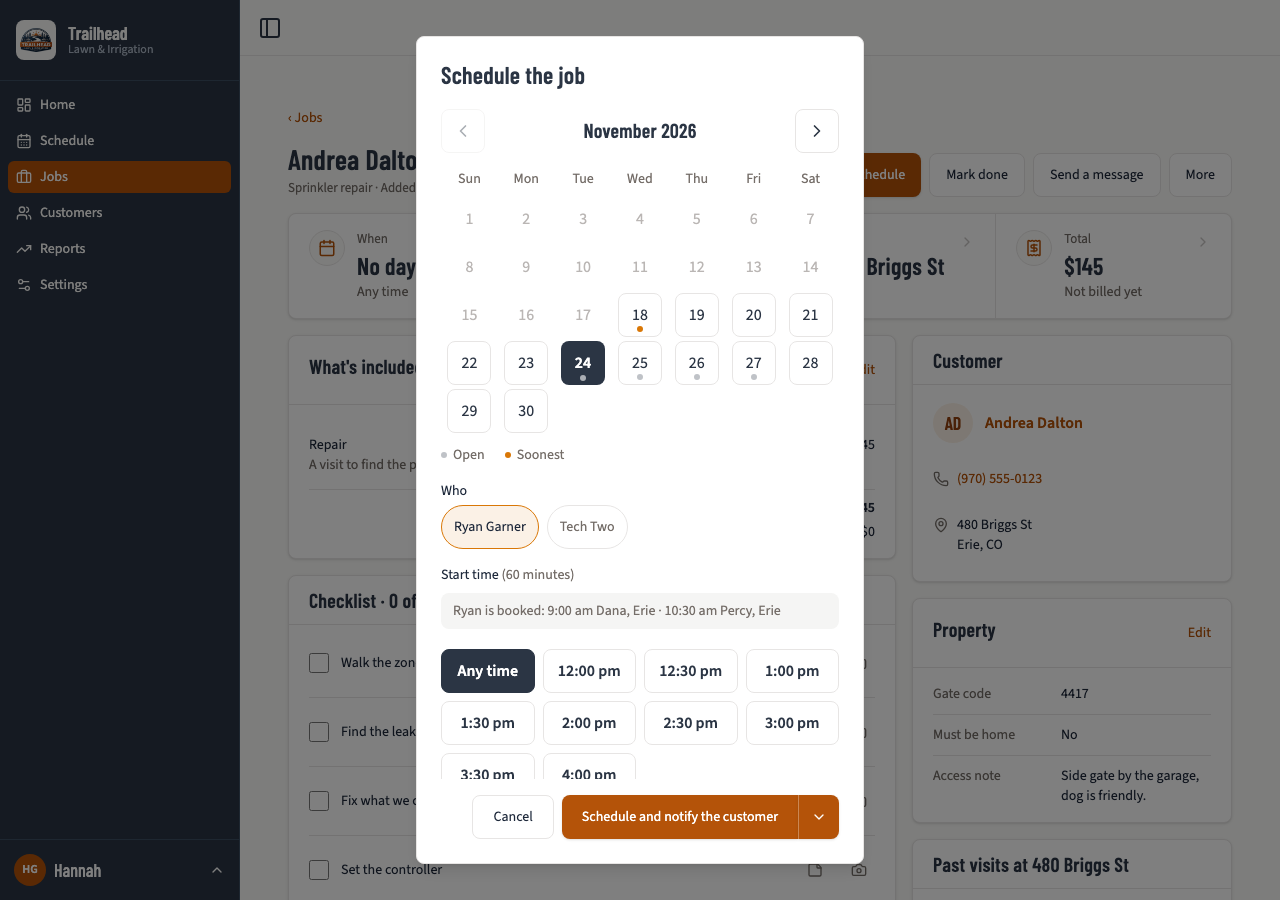 Trailhead
Lawn & Irrigation
Home
Schedule
Jobs
Customers
Reports
Settings
HG Hannah
‹ Jobs
Andrea Dalto
Sprinkler repair · Added
hedule
Mark done
Send a message
More
When
No day
Any time
Briggs St
Total
$145
Not billed yet
What's included
Repair
A visit to find the p
Checklist · 0 of
Walk the zon
Find the leak
Fix what we c
Set the controller
Customer
AD Andrea Dalton
(970) 555-0123
480 Briggs St
Erie, CO
Property
Edit
Gate code 4417
Must be home No
Access note Side gate by the garage,
dog is friendly.
Past visits at 480 Briggs St
Schedule the job
November 2026
Sun Mon Tue Wed Thu Fri Sat
1 2 3 4 5 6 7
8 9 10 11 12 13 14
15 16 17 18 19 20 21
22 23 24 25 26 27 28
29 30
Open Soonest
Who
Ryan Garner Tech Two
Start time (60 minutes)
Ryan is booked: 9:00 am Dana, Erie · 10:30 am Percy, Erie
Any time 12:00 pm 12:30 pm 1:00 pm
1:30 pm 2:00 pm 2:30 pm 3:00 pm
3:30 pm 4:00 pm
Cancel
Schedule and notify the customer